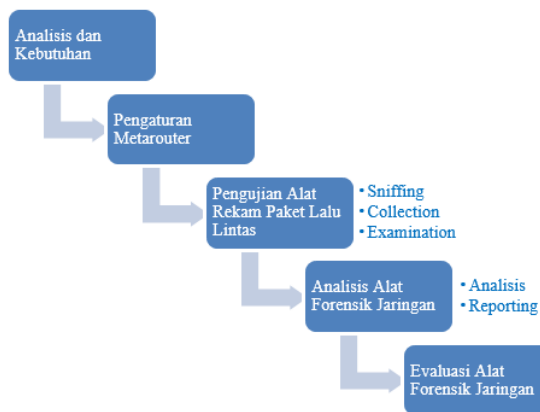 Analisis dan
Kebutuhan
Pengaturan
Metarouter
Pengujian Alat
Rekam Paket Lalu
Lintas
• Sniffing
• Collection
• Examination
Analisis Alat
Forensik Jaringan
• Analysis
• Reporting
Evaluasi Alat
Forensik Jaringan